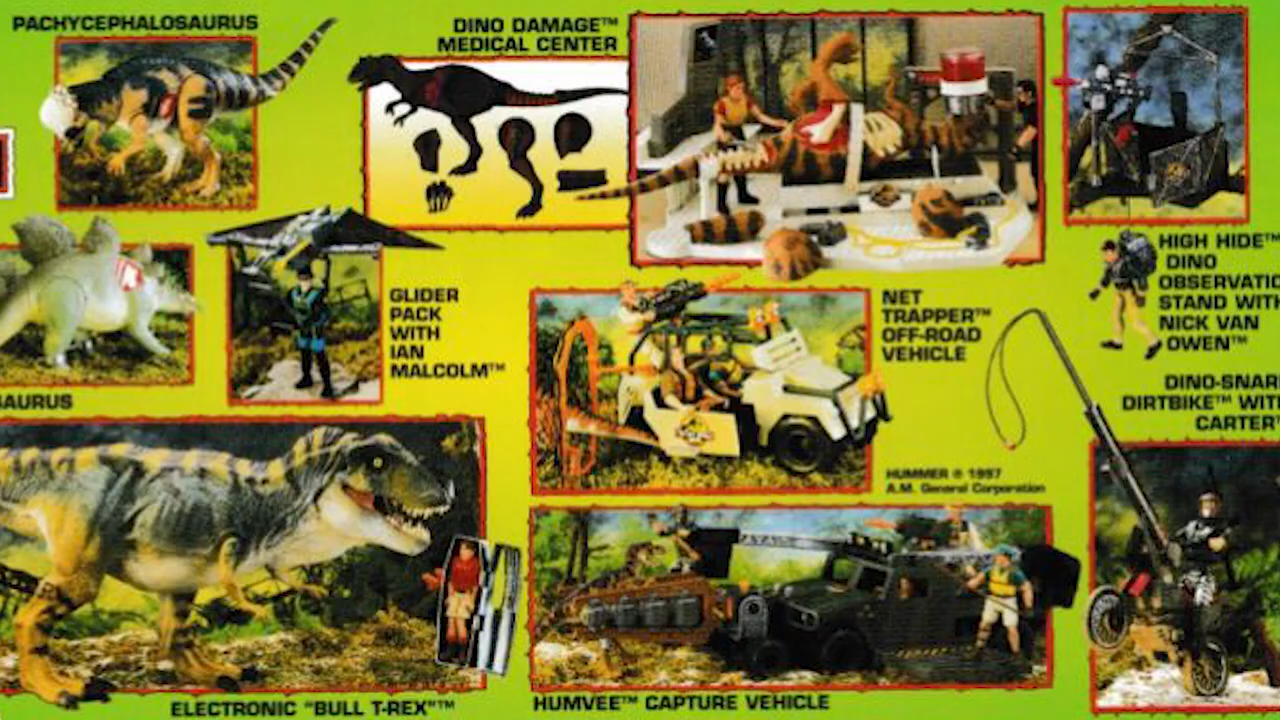 PACHYCEPHALOSAURUS
DINO DAMAGE™
MEDICAL CENTER
GLIDER
PACK
WITH
IAN
MALCOLM™
NET
TRAPPER™
OFF-ROAD
VEHICLE
HUMMER ® 1997
A.M. General Corporation
HIGH HIDE™
DINO
OBSERVATIO
STAND WITH
NICK VAN
OWEN™
DINO-SNAR
DIRTBIKE™ WIT
CARTER
SAURUS
ELECTRONIC "BULL T-REX"™
HUMVEE™ CAPTURE VEHICLE